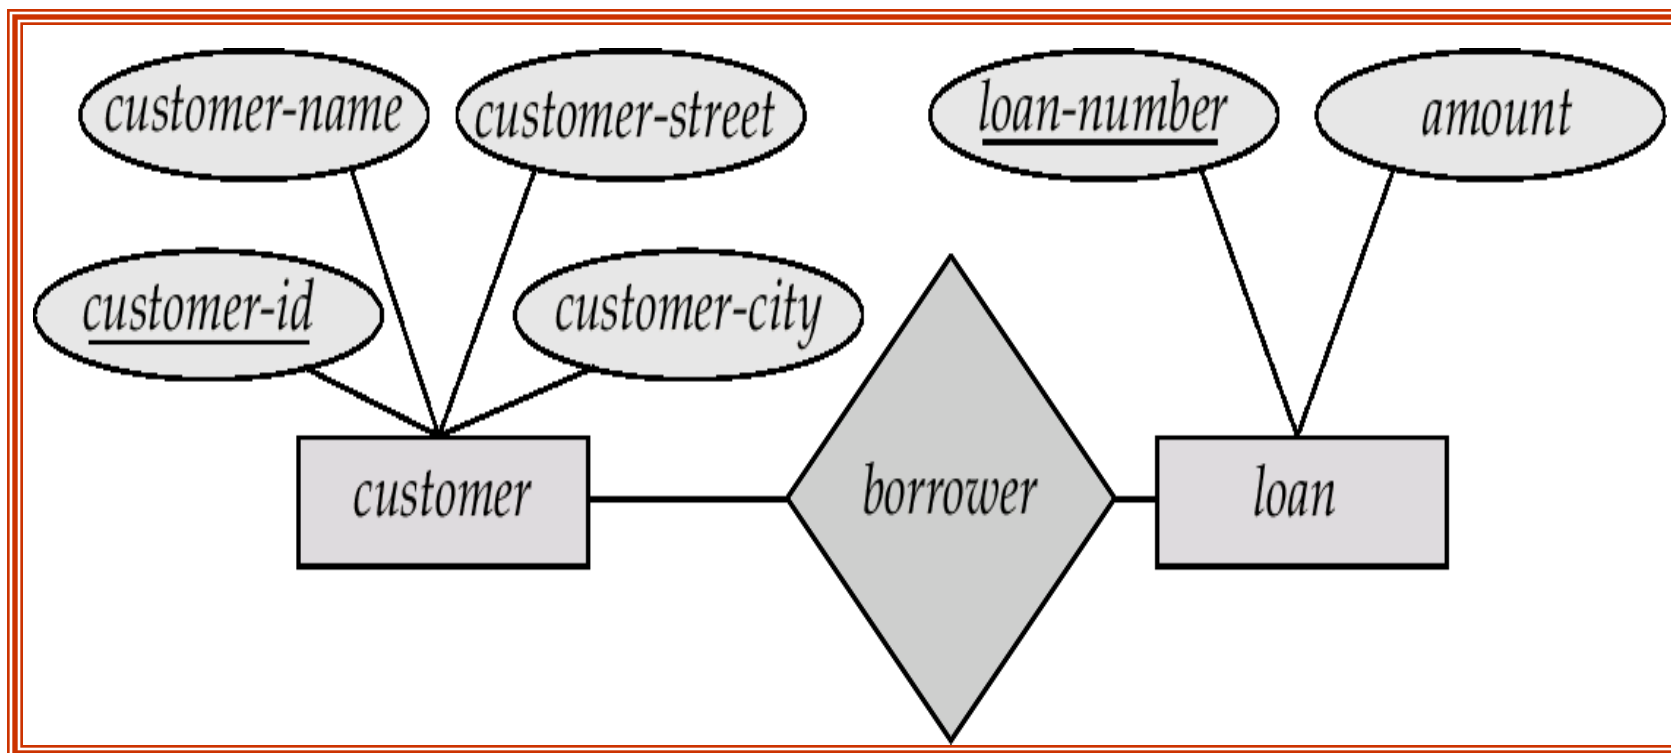 customer-name
customer-street
loan-number
amount
customer-id
customer-city
customer
borrower
loan